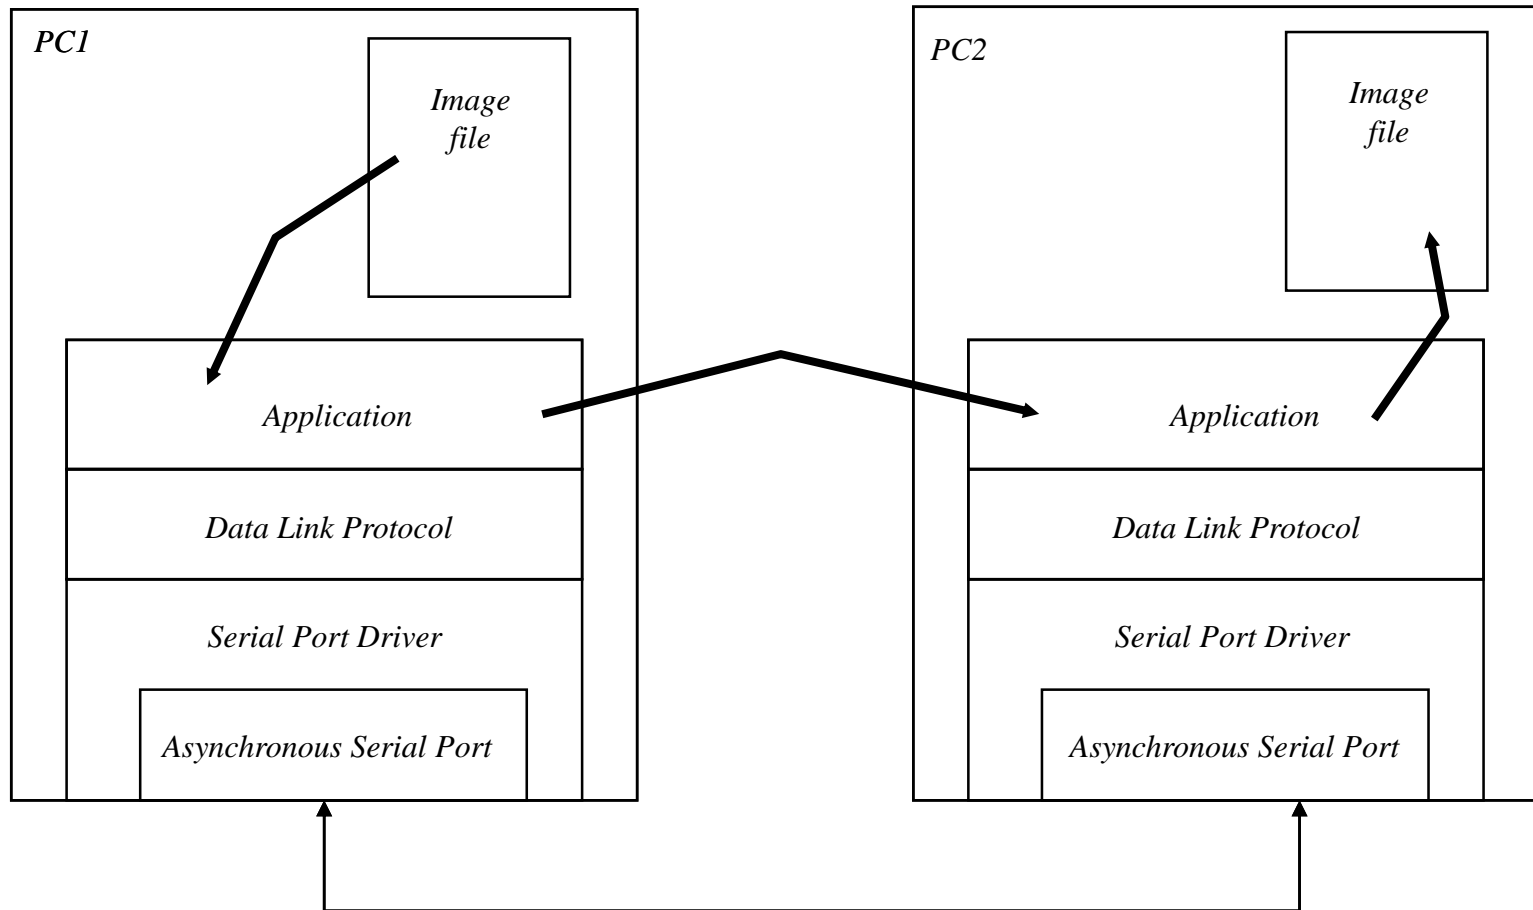 PC1
Image
file
Application
Data Link Protocol
Serial Port Driver
Asynchronous Serial Port
PC2
Image
file
Application
Data Link Protocol
Serial Port Driver
Asynchronous Serial Port